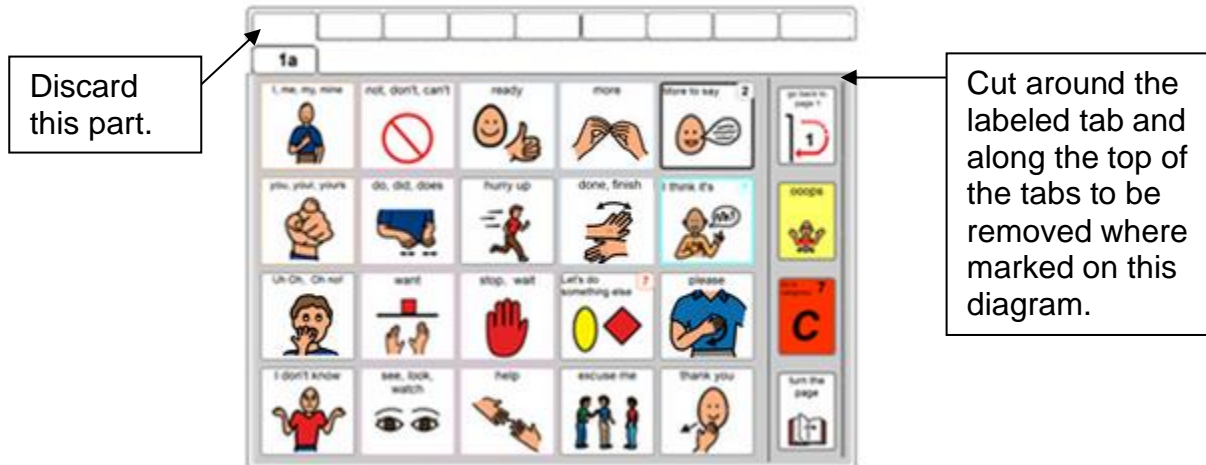 Discard
this part.
1a
I, me, my, mine
not, don't, can't
ready
more
More to say
2
go back to
page 1
1
you, your, yours
do, did, does
hurry up
done, finish
I think it's
ooops
Uh Oh, Oh no!
want
stop, wait
Let's do
something else
7
please
7
C
I don't know
see, look,
watch
help
excuse me
thank you
turn the
page
Cut around the
labeled tab and
along the top of
the tabs to be
removed where
marked on this
diagram.